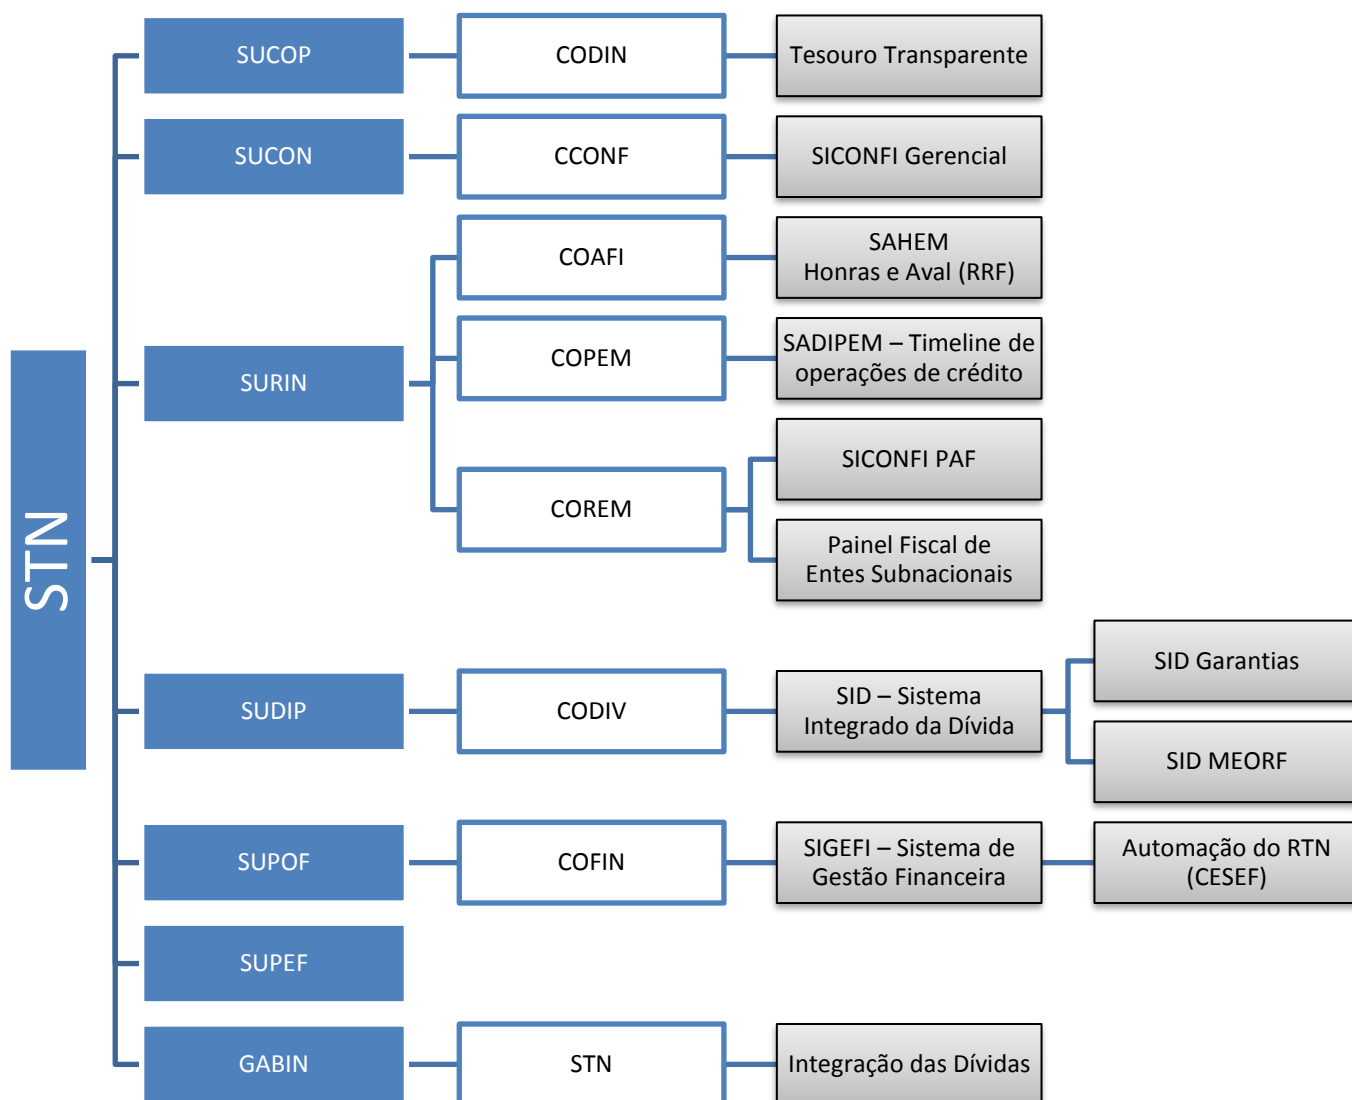 STN
SUCOP
CODIN
Tesouro Transparente
SUCON
CCONF
SICONFI Gerencial
SURIN
COAFI
SAHEM
Honras e Aval (RRF)
COPEM
SADIPEM – Timeline de
operações de crédito
COREM
SICONFI PAF
Painel Fiscal de
Entes Subnacionais
SUDIP
CODIV
SID – Sistema
Integrado da Dívida
SID Garantias
SID MEORF
SUPOF
COFIN
SIGEFI – Sistema de
Gestão Financeira
Automação do RTN
(CESEF)
SUPEF
GABIN
STN
Integração das Dívidas